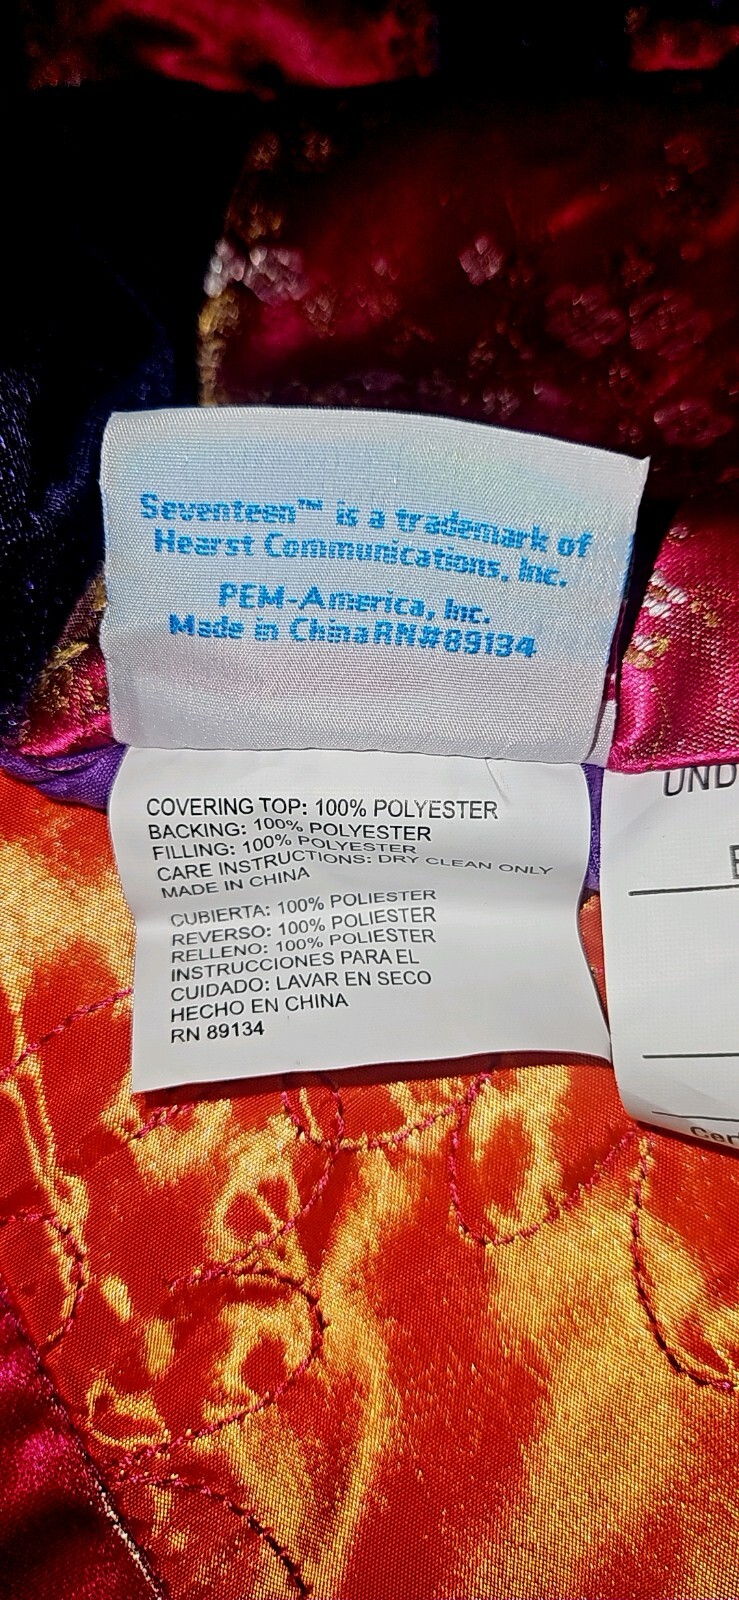 Seventeen™ is a trademark of
Hearst Communications, Inc.
PEM-America, Inc.
Made in China RN#89134
COVERING TOP: 100% POLYESTER
BACKING: 100% POLYESTER
FILLING: 100% POLYESTER
CARE INSTRUCTIONS: DRY CLEAN ONLY
MADE IN CHINA
CUBIERTA: 100% POLIESTER
REVERSO: 100% POLIESTER
RELLENO: 100% POLIESTER
INSTRUCCIONES PARA EL
CUIDADO: LAVAR EN SECO
HECHO EN CHINA
RN 89134
UND